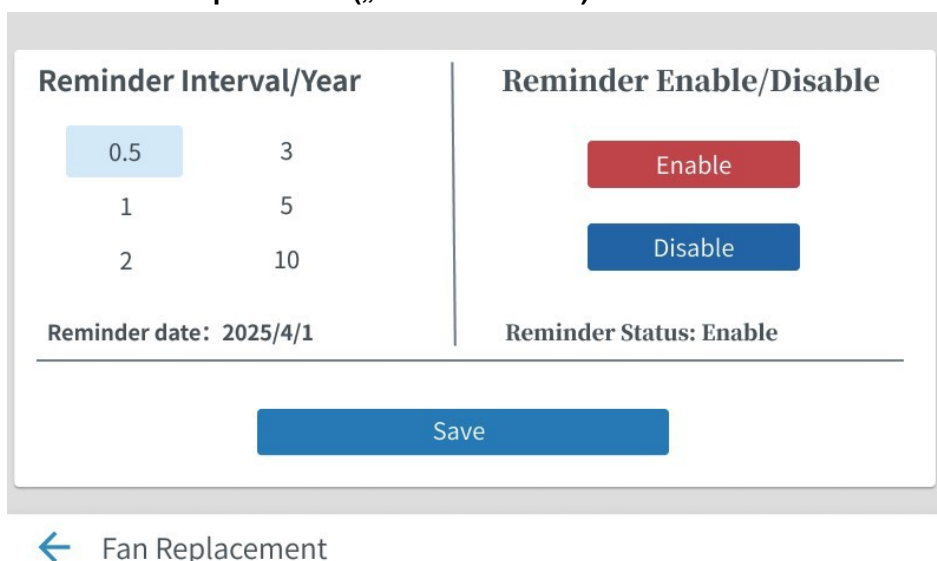 Reminder Interval/Year
0.5 3
1 5
2 10
Reminder date: 2025/4/1
Reminder Enable/Disable
Enable
Disable
Reminder Status: Enable
Save
← Fan Replacement